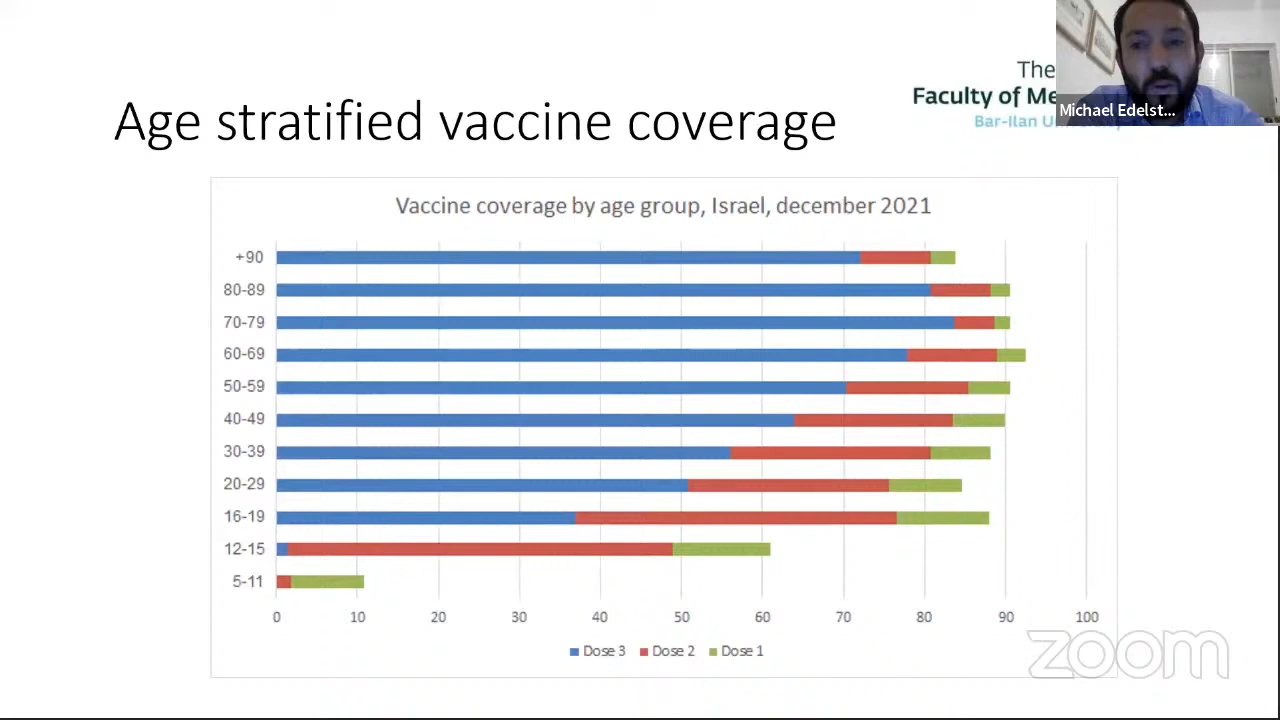 The
Faculty of Me
Bar-Ilan U
Michael Edelst...
Age stratified vaccine coverage
Vaccine coverage by age group, Israel, december 2021
+90
80-89
70-79
60-69
50-59
40-49
30-39
20-29
16-19
12-15
5-11
0 10 20 30 40 50 60 70 80 90 100
Dose 3 Dose 2 Dose 1
zoom